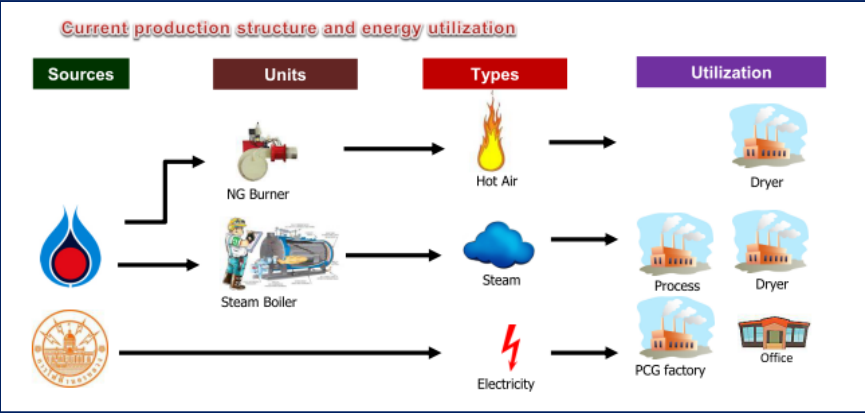 Current production structure and energy utilization
Sources
Units
Types
Utilization
NG Burner
Hot Air
Dryer
Steam Boiler
Steam
Process
Dryer
Electricity
PCG factory
Office